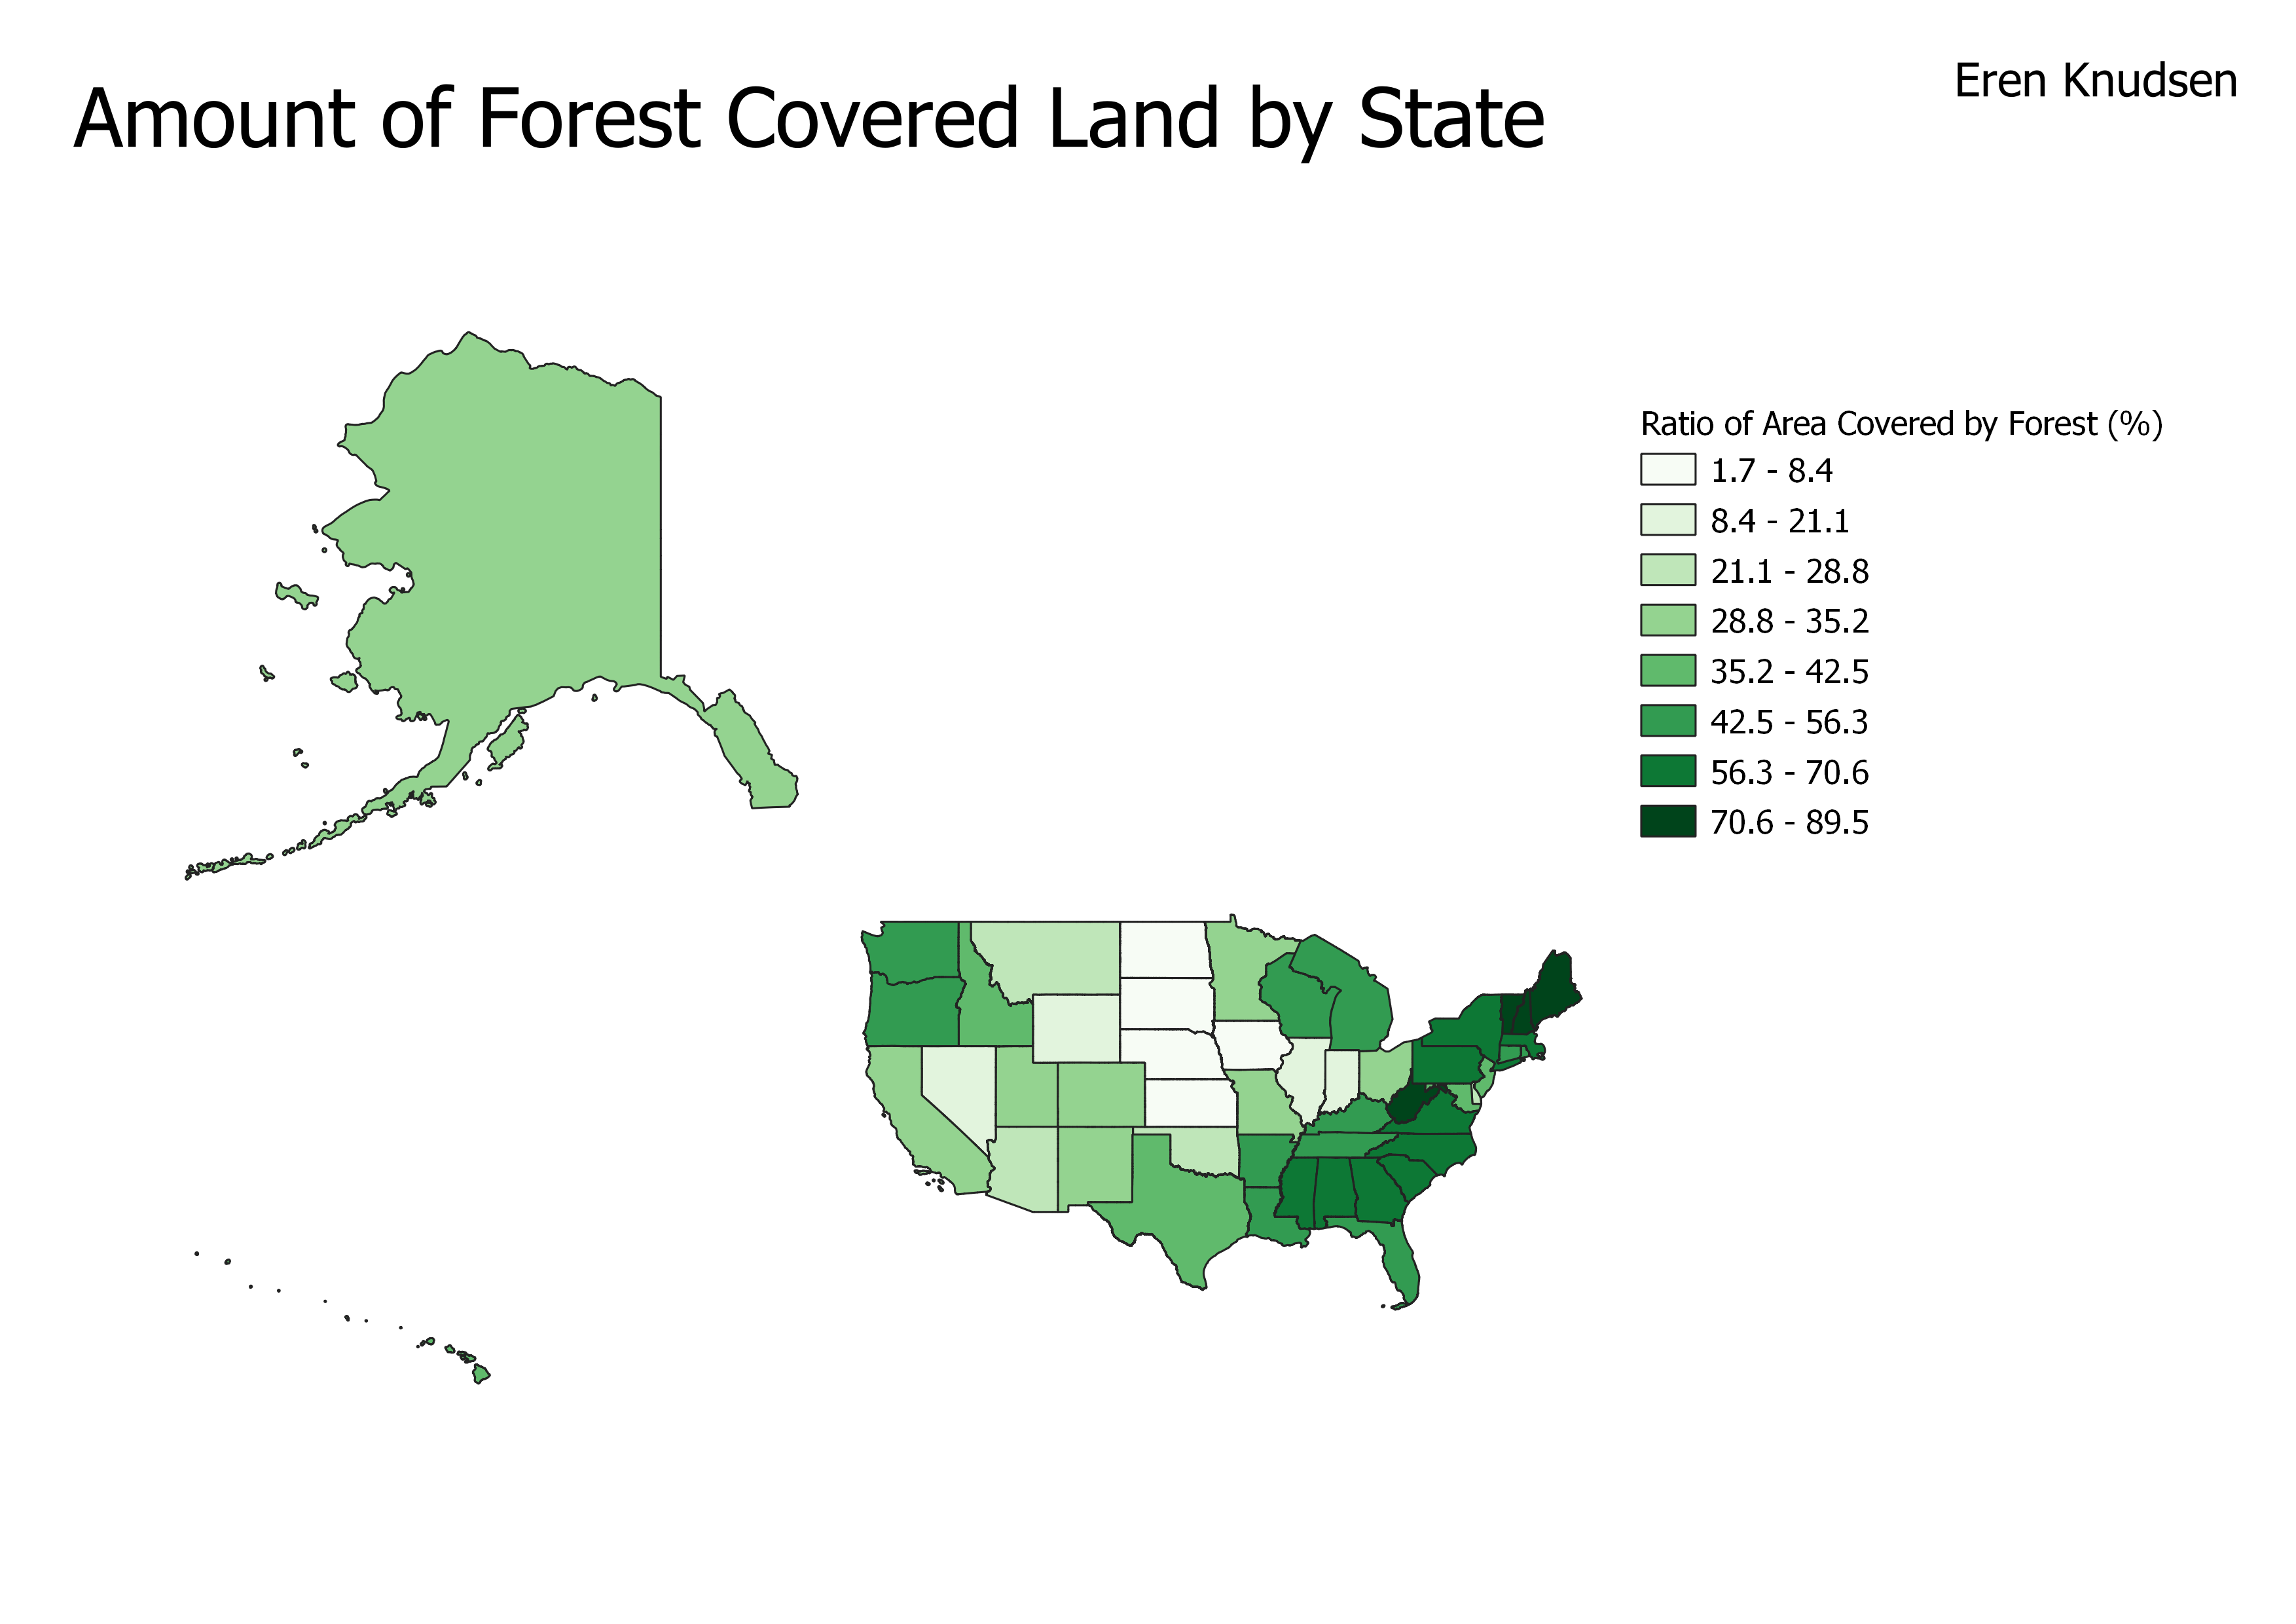 Amount of Forest Covered Land by State
Eren Knudsen
Ratio of Area Covered by Forest (%)
1.7 - 8.4
8.4 - 21.1
21.1 - 28.8
28.8 - 35.2
35.2 - 42.5
42.5 - 56.3
56.3 - 70.6
70.6 - 89.5